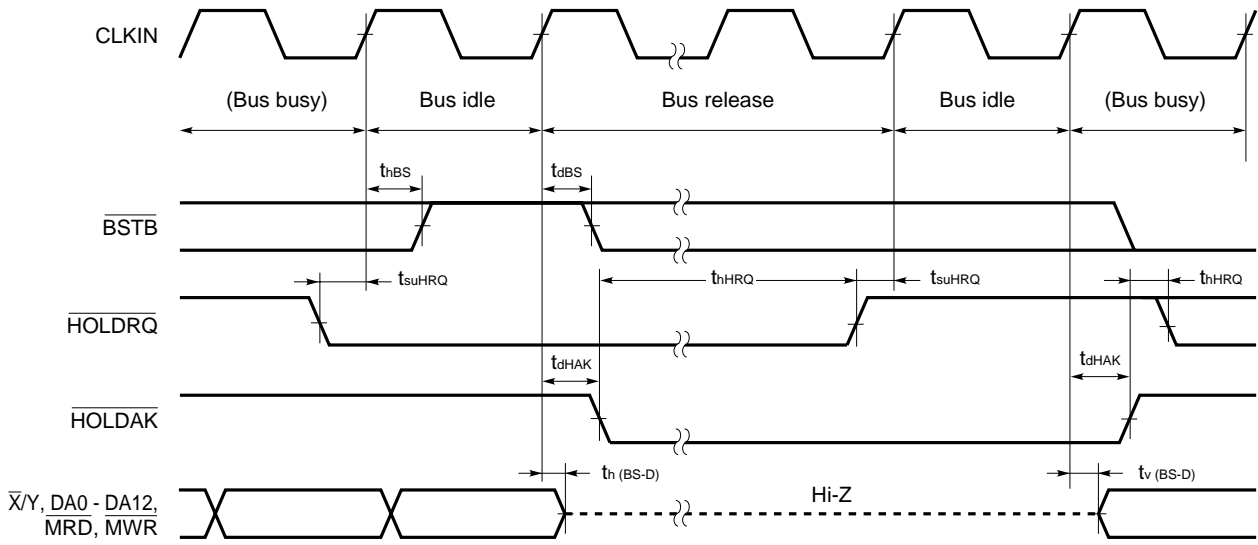 CLKIN
(Bus busy) Bus idle Bus release Bus idle (Bus busy)
thBS tdBS
BSTB
tsuHRQ thHRQ tsuHRQ thHRQ
HOLDRQ
tdHAK tdHAK
HOLDAK
th (BS-D) tv (BS-D)
X̅/Y, DA0 - DA12, Hi-Z
MRD, MWR